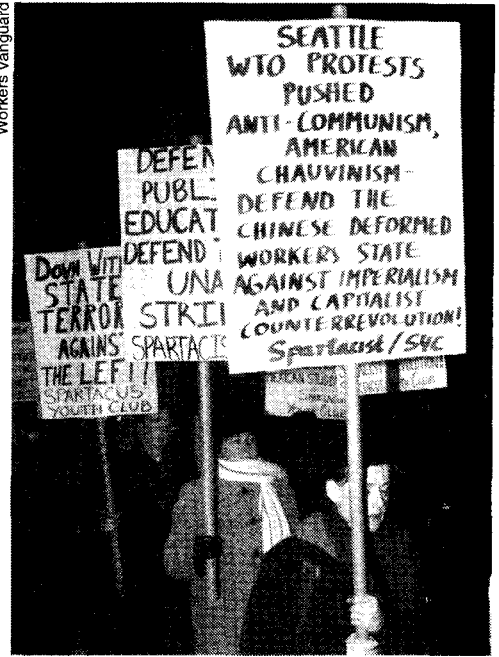 Workers Vanguard
SEATTLE
WTO PROTESTS
PUSHED
ANTI-COMMUNISM,
AMERICAN
CHAUVINISM-
DEFEND THE
CHINESE DEFORMED
WORKERS STATE
AGAINST IMPERIALISM
AND CAPITALIST
COUNTERREVOLUTION!
Spartacist/SYC
DEFEN
PUBL
EDUCAT
DEFEND
UNA
STRI
SPARTACIS
DOWN WITH
STATE
TERROR
AGAINS
THE LEFT!
SPARTACUS
YOUTH CLUB